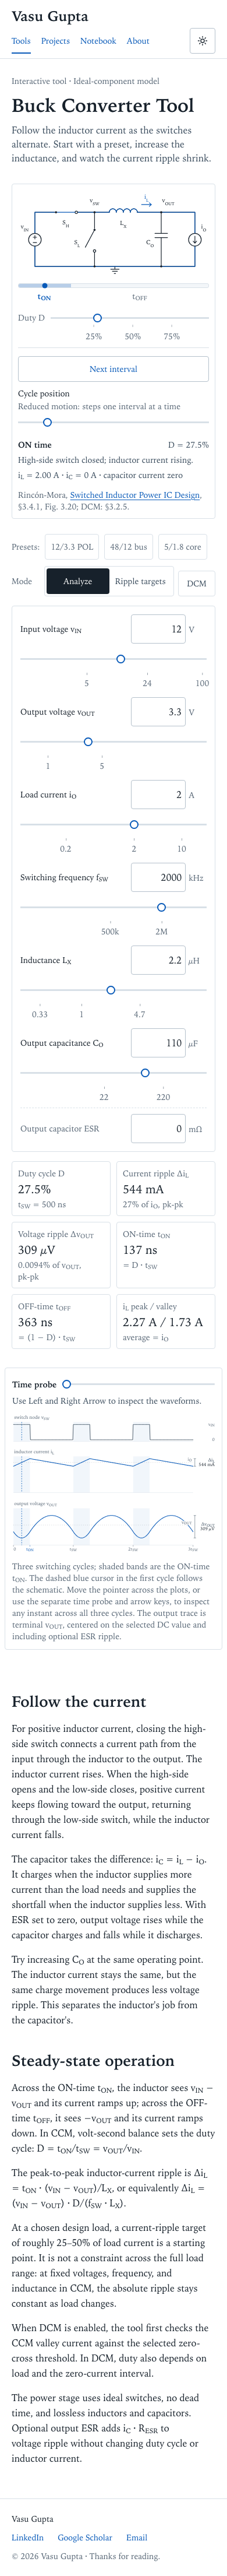 Vasu Gupta
Tools Projects Notebook About
Interactive tool · Ideal-component model
Buck Converter Tool
Follow the inductor current as the switches
alternate. Start with a preset, increase the
inductance, and watch the current ripple shrink.
vSW iL vOUT
vIN SH LX iO
SL CO
tON tOFF
Duty D
25% 50% 75%
Next interval
Cycle position
Reduced motion: steps one interval at a time
ON time D = 27.5%
High-side switch closed; inductor current rising.
iL = 2.00 A · iC = 0 A · capacitor current zero
Rincón-Mora, Switched Inductor Power IC Design,
§3.4.1, Fig. 3.20; DCM: §3.2.5.
Presets: 12/3.3 POL 48/12 bus 5/1.8 core
Mode Analyze Ripple targets DCM
Input voltage vIN 12 V
5 24 100
Output voltage vOUT 3.3 V
1 5
Load current iO 2 A
0.2 2 10
Switching frequency fSW 2000 kHz
500k 2M
Inductance LX 2.2 μH
0.33 1 4.7
Output capacitance CO 110 μF
22 220
Output capacitor ESR 0 mΩ
Duty cycle D
27.5%
tSW = 500 ns
Current ripple ΔiL
544 mA
27% of iO, pk-pk
Voltage ripple ΔvOUT
309 μV
0.0094% of vOUT,
pk-pk
ON-time tON
137 ns
= D · tSW
OFF-time tOFF
363 ns
= (1 − D) · tSW
iL peak / valley
2.27 A / 1.73 A
average = iO
Time probe
Use Left and Right Arrow to inspect the waveforms.
switch node vSW
inductor current iL
544 mA
output voltage vOUT
Three switching cycles; shaded bands are the ON-time
tON. The dashed blue cursor in the first cycle follows
the schematic. Move the pointer across the plots, or
use the separate time probe and arrow keys, to inspect
any instant across all three cycles. The output trace is
terminal vOUT, centered on the selected DC value and
including optional ESR ripple.
Follow the current
For positive inductor current, closing the high-
side switch connects a current path from the
input through the inductor to the output. The
inductor current rises. When the high-side
opens and the low-side closes, positive current
keeps flowing toward the output, returning
through the low-side switch, while the inductor
current falls.
The capacitor takes the difference: iC = iL − iO.
It charges when the inductor supplies more
current than the load needs and supplies the
shortfall when the inductor supplies less. With
ESR set to zero, output voltage rises while the
capacitor charges and falls while it discharges.
Try increasing CO at the same operating point.
The inductor current stays the same, but the
same charge movement produces less voltage
ripple. This separates the inductor's job from
the capacitor's.
Steady-state operation
Across the ON-time tON, the inductor sees vIN −
vOUT and its current ramps up; across the OFF-
time tOFF, it sees −vOUT and its current ramps
down. In CCM, volt-second balance sets the duty
cycle: D = tON/tSW = vOUT/vIN.
The peak-to-peak inductor-current ripple is ΔiL
= tON · (vIN − vOUT)/LX, or equivalently ΔiL =
(vIN − vOUT) · D/(fSW · LX).
At a chosen design load, a current-ripple target
of roughly 25–50% of load current is a starting
point. It is not a constraint across the full load
range: at fixed voltages, frequency, and
inductance in CCM, the absolute ripple stays
constant as load changes.
When DCM is enabled, the tool first checks the
CCM valley current against the selected zero-
cross threshold. In DCM, duty also depends on
load and the zero-current interval.
The power stage uses ideal switches, no dead
time, and lossless inductors and capacitors.
Optional output ESR adds iC · RESR to
voltage ripple without changing duty cycle or
inductor current.
Vasu Gupta
LinkedIn Google Scholar Email
© 2026 Vasu Gupta · Thanks for reading.